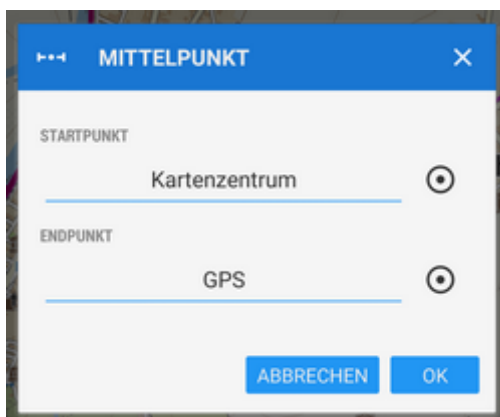 MITTELPUNKT
STARTPUNKT
Kartenzentrum
ENDPUNKT
GPS
ABBRECHEN OK